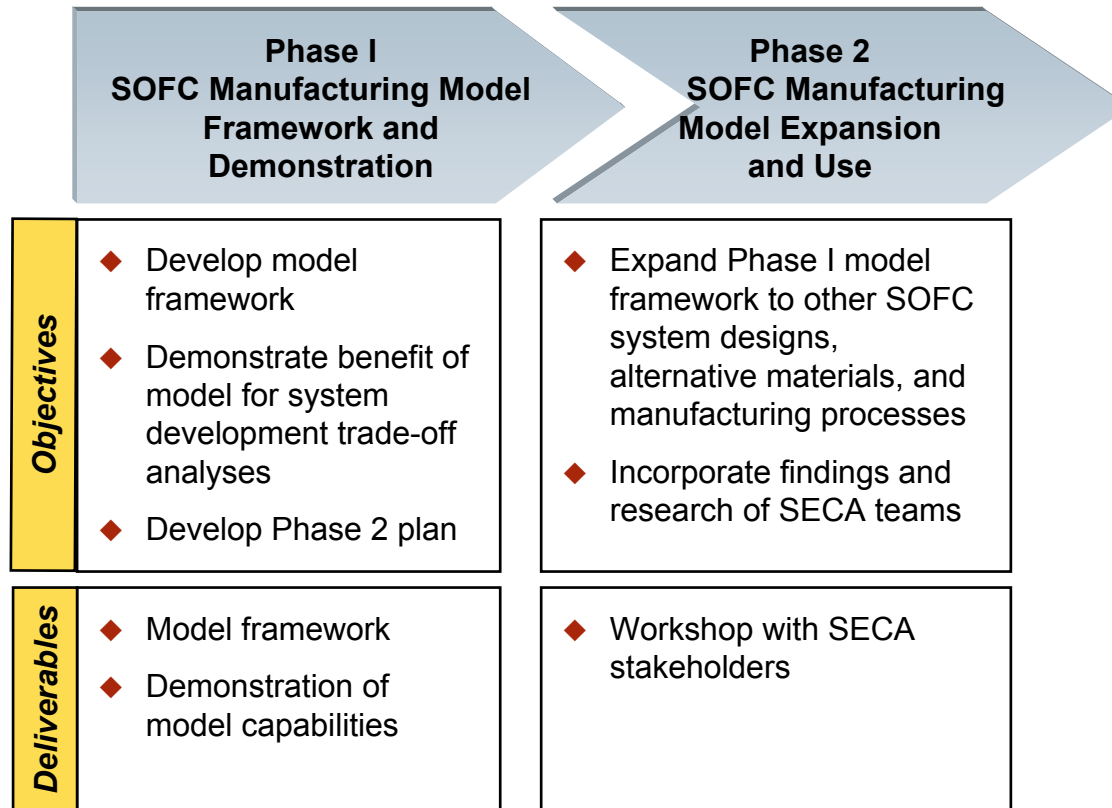 Phase I
SOFC Manufacturing Model
Framework and
Demonstration
Phase 2
SOFC Manufacturing
Model Expansion
and Use
Objectives
◆ Develop model
framework
◆ Demonstrate benefit of
model for system
development trade-off
analyses
◆ Develop Phase 2 plan
◆ Expand Phase I model
framework to other SOFC
system designs,
alternative materials, and
manufacturing processes
◆ Incorporate findings and
research of SECA teams
Deliverables
◆ Model framework
◆ Demonstration of
model capabilities
◆ Workshop with SECA
stakeholders